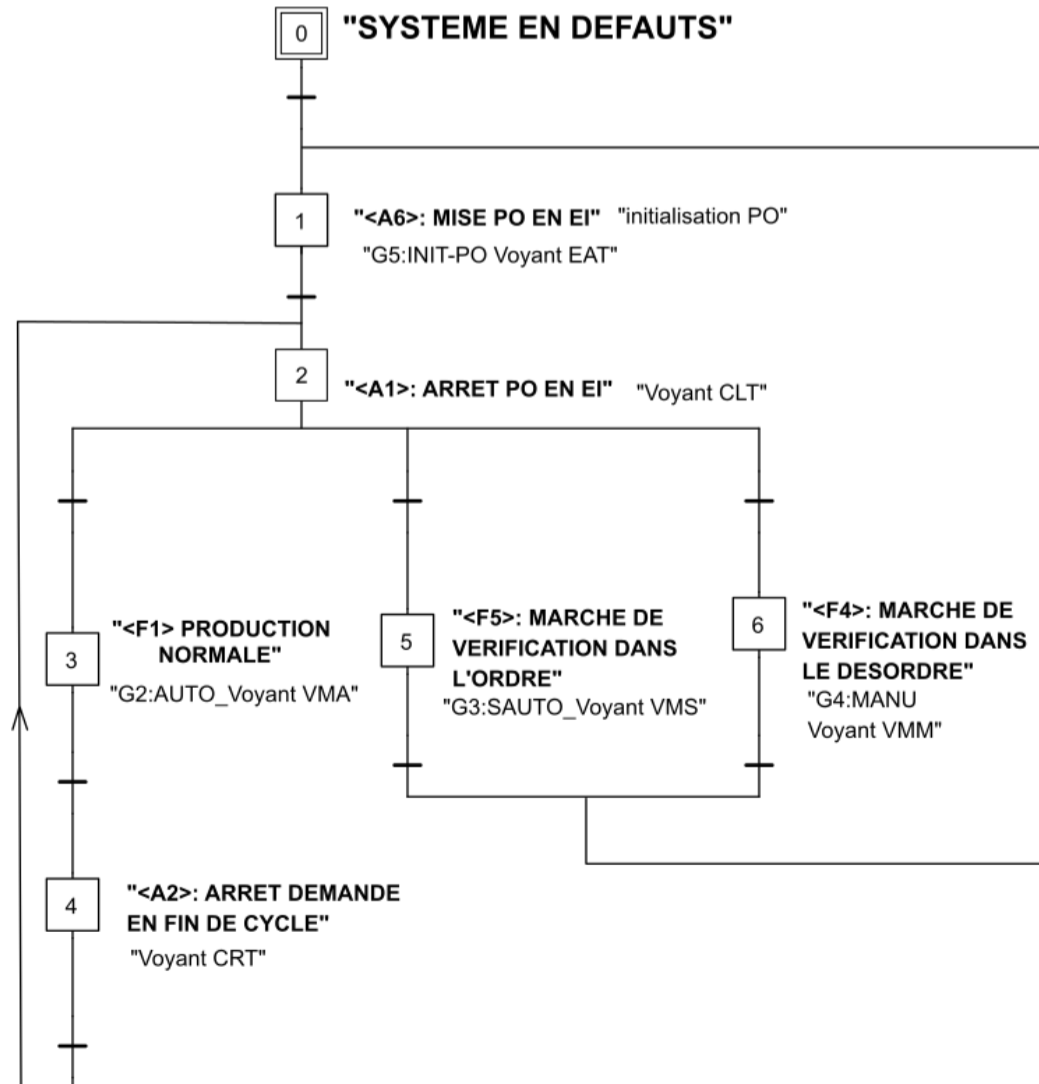 0
"SYSTEME EN DEFAUTS"
1
"<A6>: MISE PO EN EI" "initialisation PO"
"G5:INIT-PO Voyant EAT"
2
"<A1>: ARRET PO EN EI" "Voyant CLT"
3
"<F1> PRODUCTION
NORMALE"
"G2:AUTO_Voyant VMA"
5
"<F5>: MARCHE DE
VERIFICATION DANS
L'ORDRE"
"G3:SAUTO_Voyant VMS"
6
"<F4>: MARCHE DE
VERIFICATION DANS
LE DESORDRE"
"G4:MANU
Voyant VMM"
4
"<A2>: ARRET DEMANDE
EN FIN DE CYCLE"
"Voyant CRT"